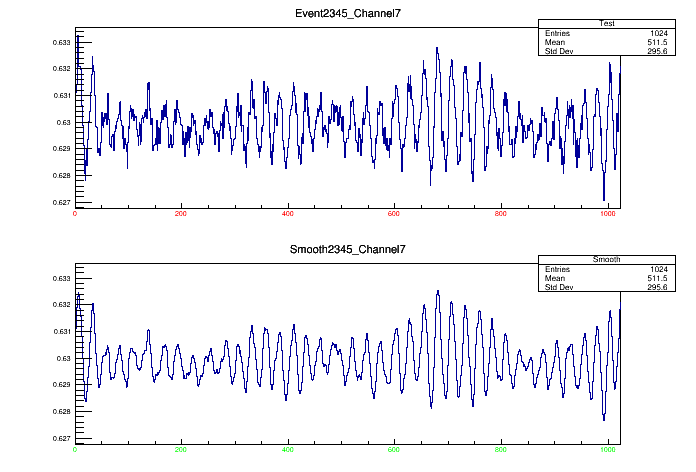 Event2345_Channel7
Test
Entries 1024
Mean 511.5
Std Dev 295.6
0.633
0.632
0.631
0.63
0.629
0.628
0.627
0 200 400 600 800 1000
Smooth2345_Channel7
Smooth
Entries 1024
Mean 511.5
Std Dev 295.6
0.633
0.632
0.631
0.63
0.629
0.628
0.627
0 200 400 600 800 1000